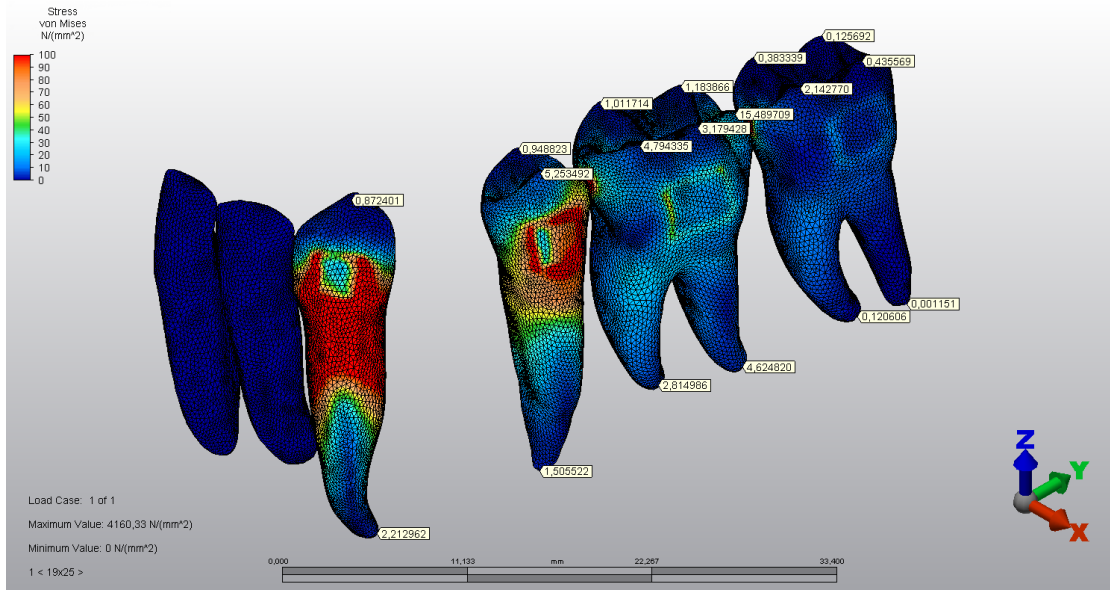 Stress
von Mises
N/(mm^2)
100
90
80
70
60
50
40
30
20
10
0
0,125692
0,383339
0,435569
1,183866
2,142770
1,011714
15,489709
3,179428
4,794335
0,948823
5,253492
0,872401
0,001151
0,120606
4,624820
2,814986
1,505522
2,212962
Z
Y
X
Load Case: 1 of 1
Maximum Value: 4160,33 N/(mm^2)
Minimum Value: 0 N/(mm^2)
1 < 19x25 >
0,000 11,133 mm 22,267 33,400